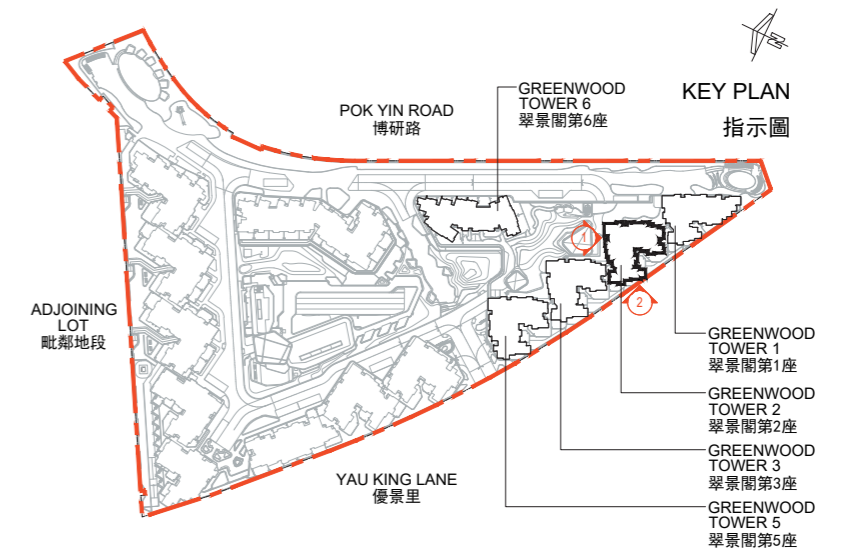 N
KEY PLAN
指示圖
GREENWOOD
TOWER 6
翠景閣第6座
POK YIN ROAD
博研路
1
2
ADJOINING
LOT
毗鄰地段
GREENWOOD
TOWER 1
翠景閣第1座
GREENWOOD
TOWER 2
翠景閣第2座
GREENWOOD
TOWER 3
翠景閣第3座
YAU KING LANE
優景里
GREENWOOD
TOWER 5
翠景閣第5座